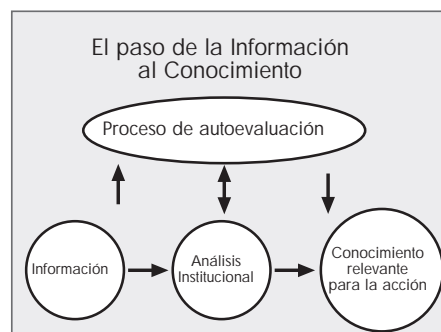 El paso de la Información
al Conocimiento
Proceso de autoevaluación
Información
Análisis
Institucional
Conocimiento
relevante
para la acción